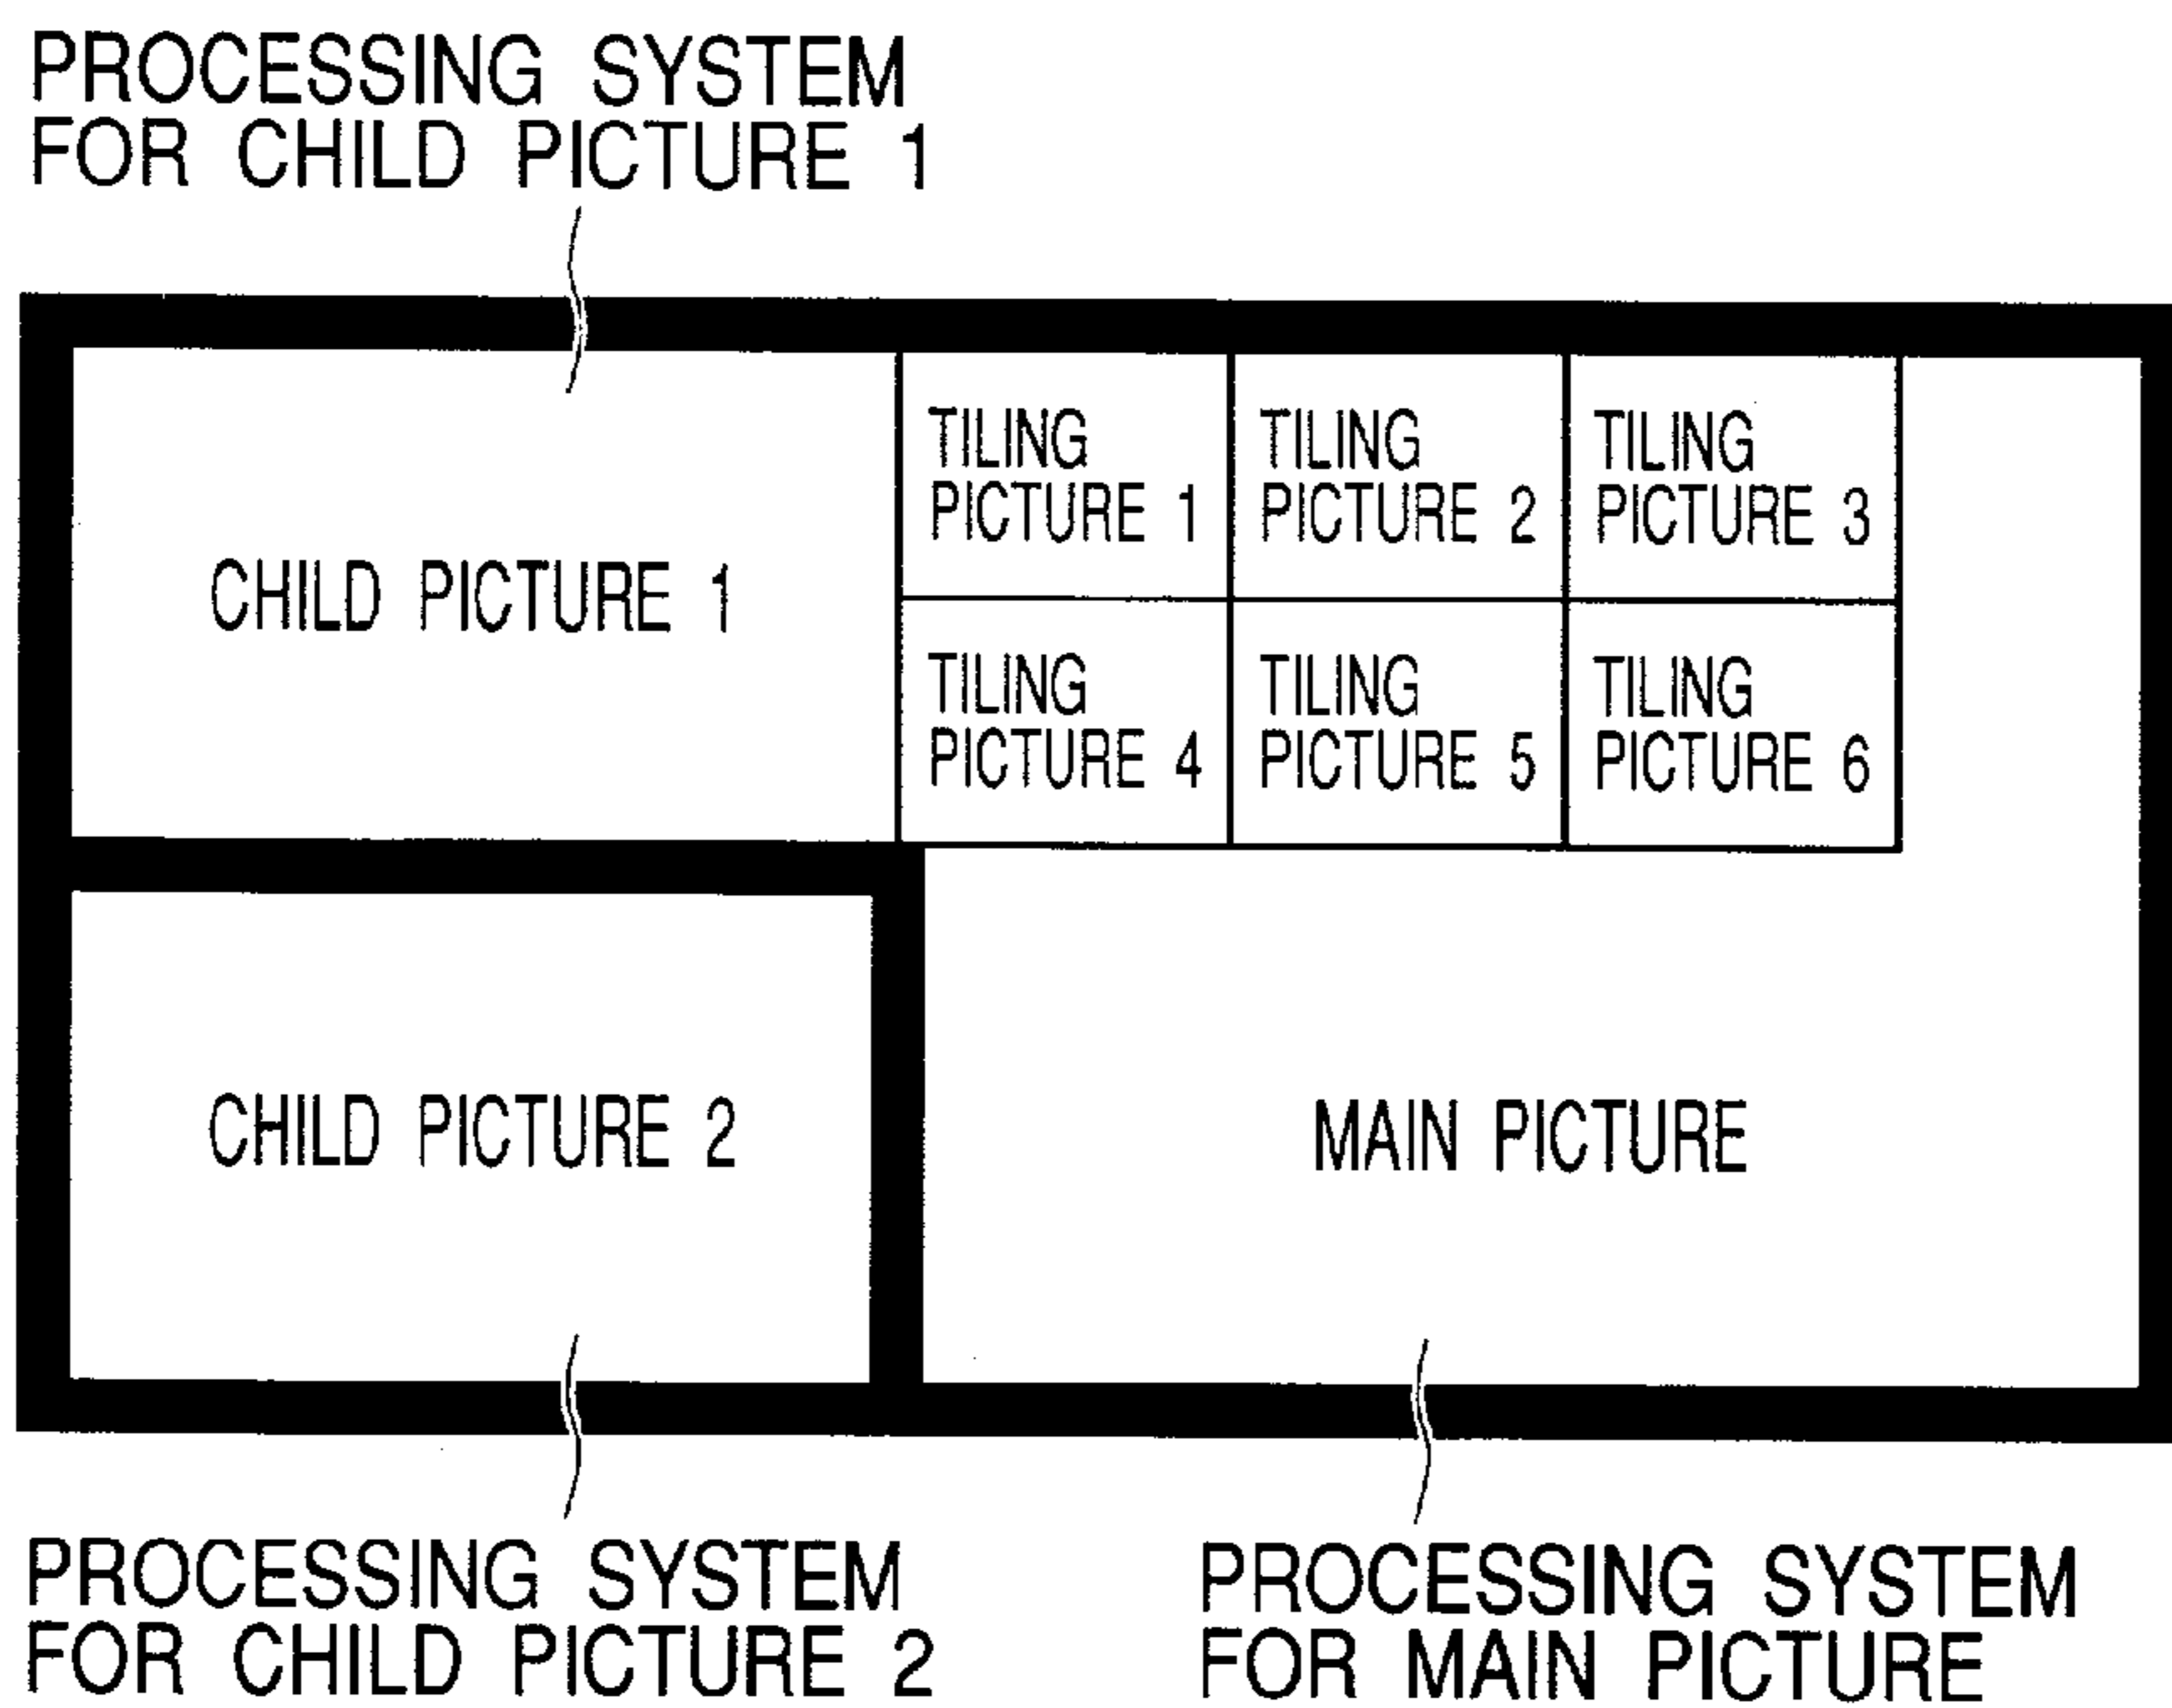 PROCESSING SYSTEM
FOR CHILD PICTURE 1
CHILD PICTURE 1
TILING
PICTURE 1
TILING
PICTURE 2
TILING
PICTURE 3
TILING
PICTURE 4
TILING
PICTURE 5
TILING
PICTURE 6
CHILD PICTURE 2
MAIN PICTURE
PROCESSING SYSTEM
FOR CHILD PICTURE 2
PROCESSING SYSTEM
FOR MAIN PICTURE